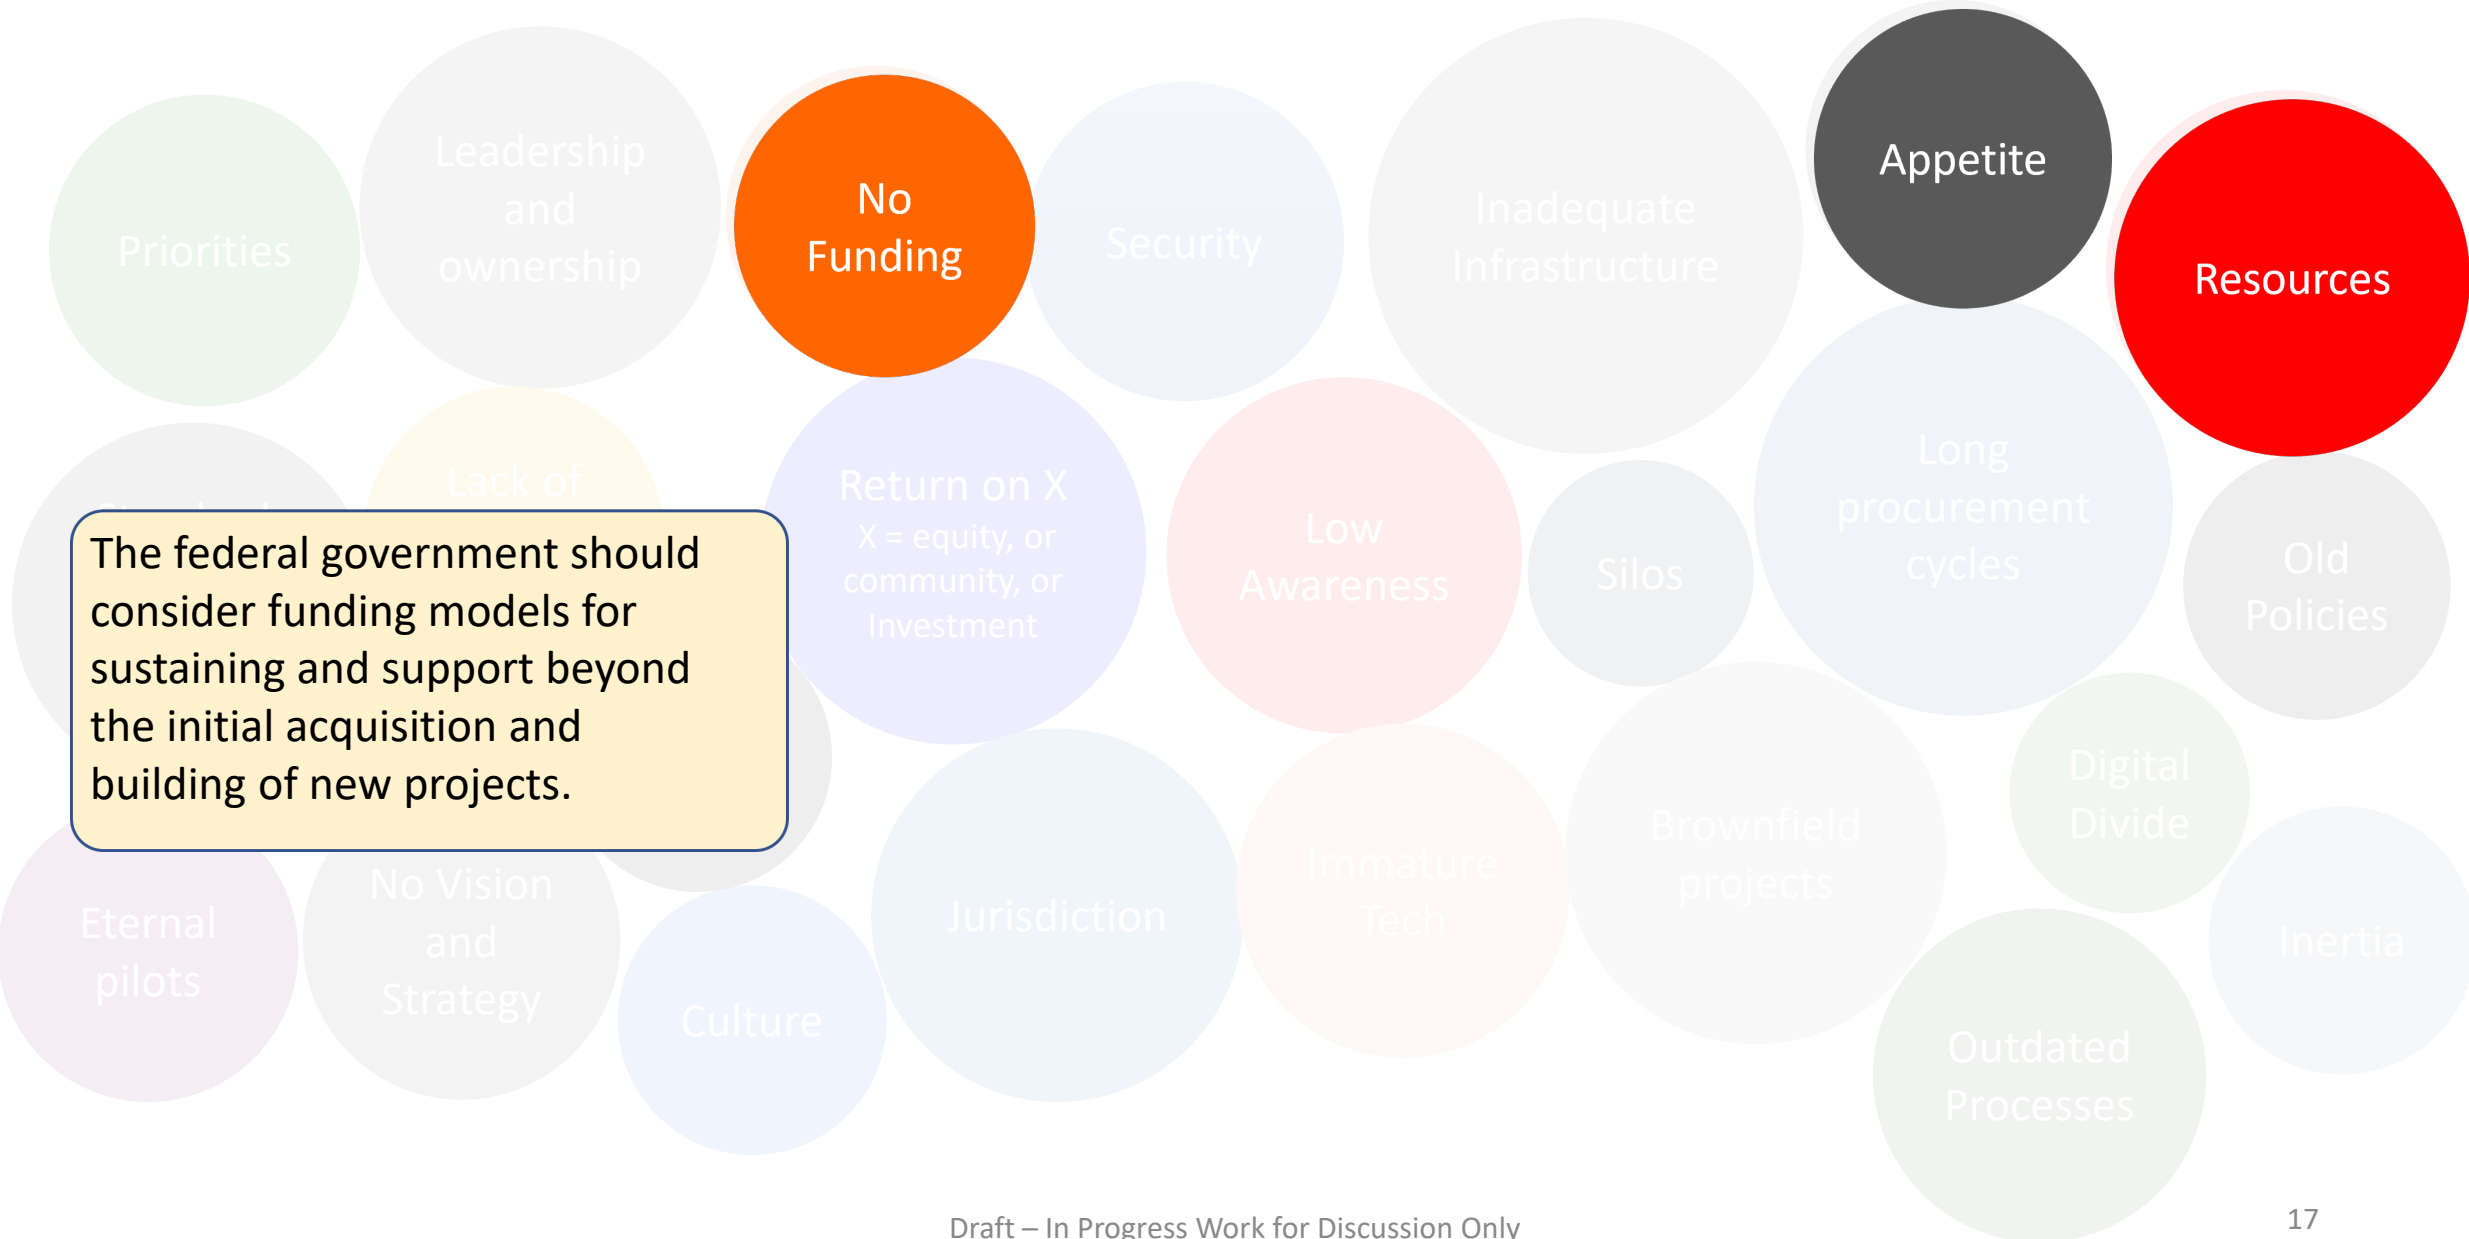 Priorities
Leadership
and
ownership
No
Funding
Security
Inadequate
Infrastructure
Appetite
Resources
Lack of
Return on X
X = equity, or
community, or
Investment
Low
Awareness
Silos
Long
procurement
cycles
Old
Policies
The federal government should
consider funding models for
sustaining and support beyond
the initial acquisition and
building of new projects.
Eternal
pilots
No Vision
and
Strategy
Culture
Jurisdiction
Immature
Tech
Brownfield
projects
Digital
Divide
Inertia
Outdated
Processes
Draft – In Progress Work for Discussion Only
17